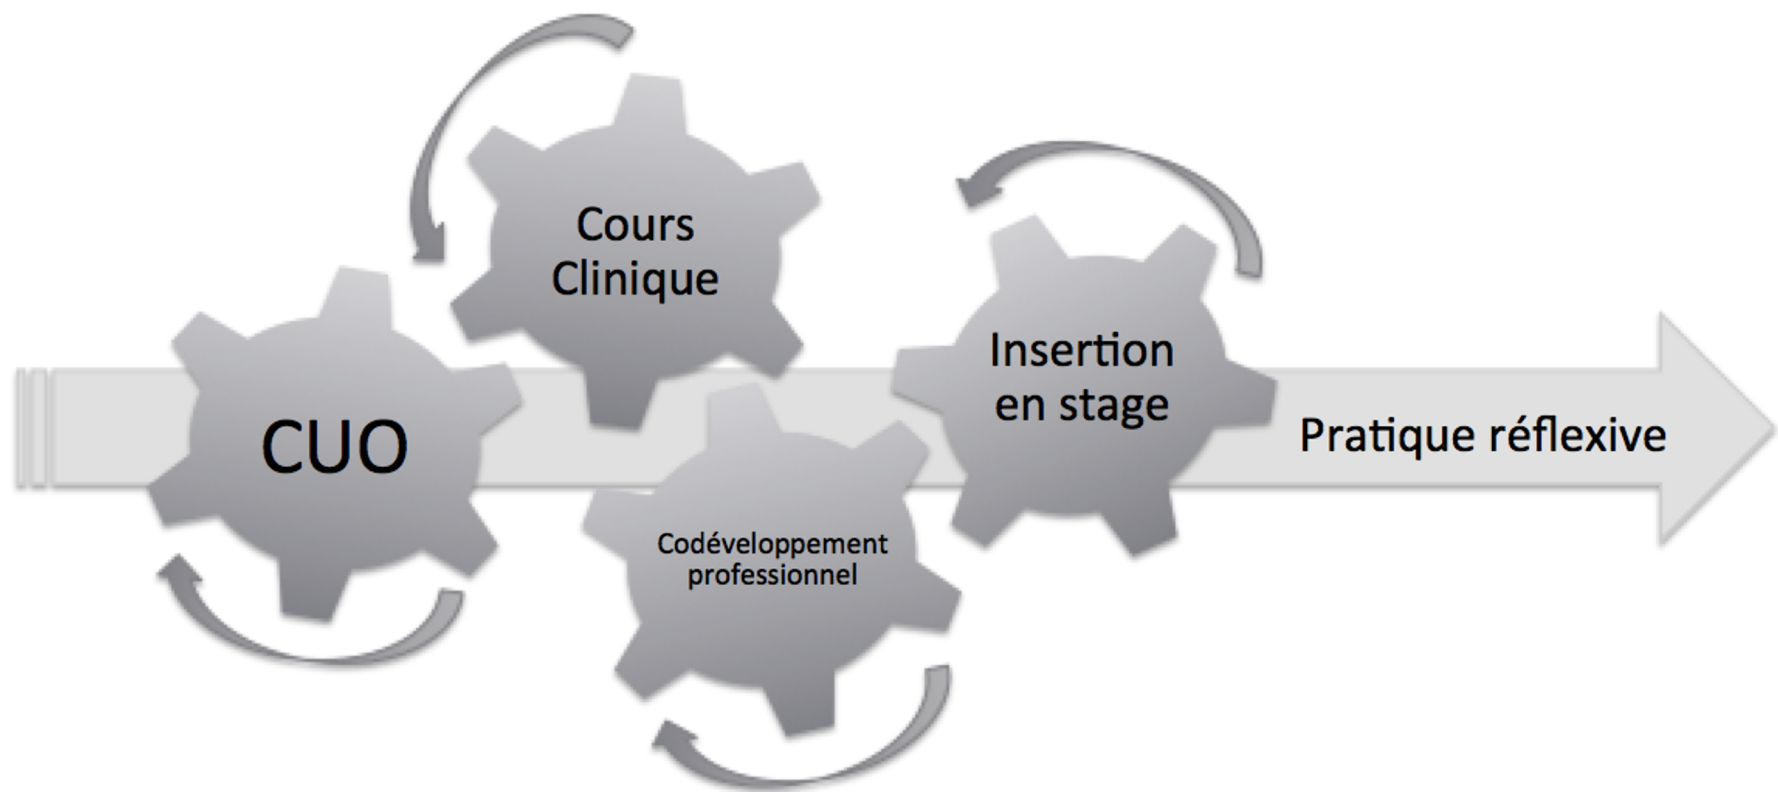 CUO
Cours
Clinique
Codéveloppement
professionnel
Insertion
en stage
Pratique réflexive